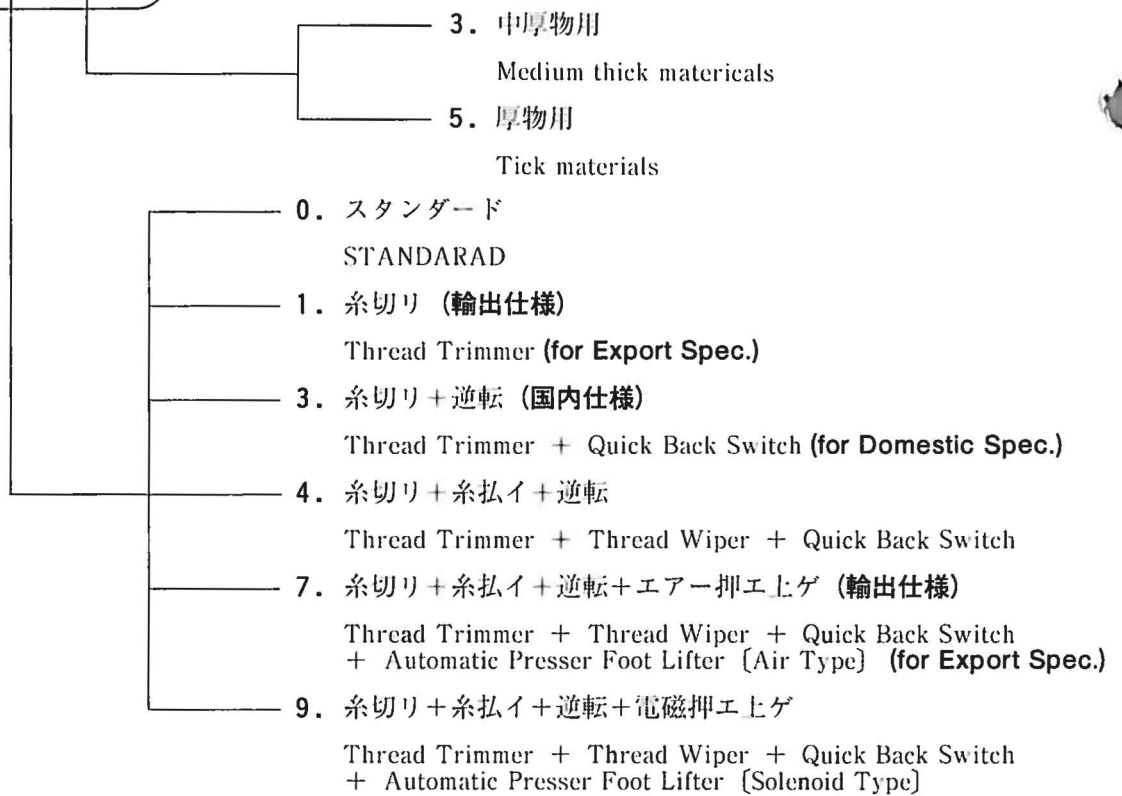 3. 中厚物用
Medium thick matericals
5. 厚物用
Tick materials
0. スタンダード
STANDARAD
1. 糸切リ (輸出仕様)
Thread Trimmer (for Export Spec.)
3. 糸切リ＋逆転 (国内仕様)
Thread Trimmer + Quick Back Switch (for Domestic Spec.)
4. 糸切リ＋糸払イ＋逆転
Thread Trimmer + Thread Wiper + Quick Back Switch
7. 糸切リ＋糸払イ＋逆転＋エアー押エ上ゲ (輸出仕様)
Thread Trimmer + Thread Wiper + Quick Back Switch
+ Automatic Presser Foot Lifter [Air Type] (for Export Spec.)
9. 糸切リ＋糸払イ＋逆転＋電磁押エ上ゲ
Thread Trimmer + Thread Wiper + Quick Back Switch
+ Automatic Presser Foot Lifter [Solenoid Type]